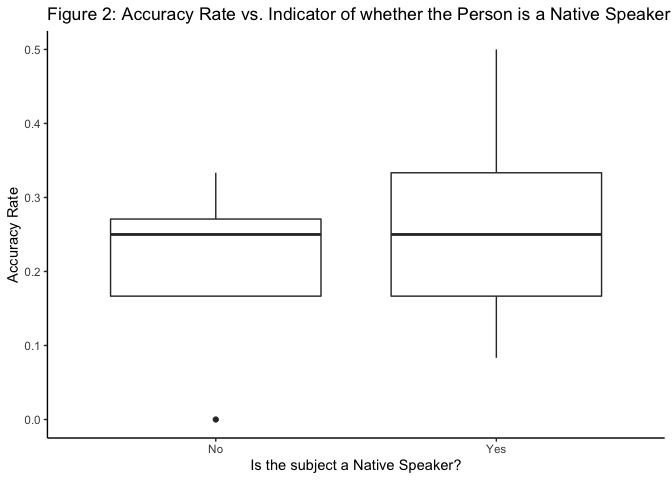 Figure 2: Accuracy Rate vs. Indicator of whether the Person is a Native Speaker
0.5
0.4
0.3
0.2
0.1
0.0
Accuracy Rate
No
Yes
Is the subject a Native Speaker?